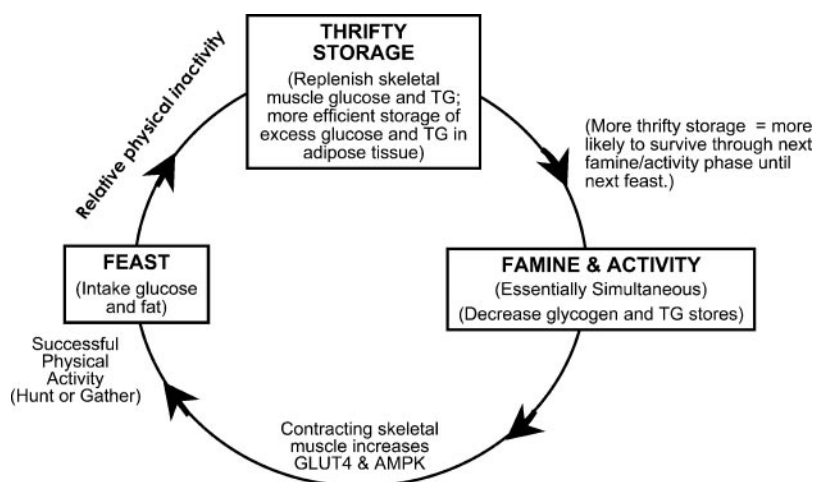 THRIFTY
STORAGE
(Replenish skeletal
muscle glucose and TG;
more efficient storage of
excess glucose and TG in
adipose tissue)
Relative physical inactivity
(More thrifty storage = more
likely to survive through next
famine/activity phase until
next feast.)
FEAST
(Intake glucose
and fat)
FAMINE & ACTIVITY
(Essentially Simultaneous)
(Decrease glycogen and TG stores)
Successful
Physical
Activity
(Hunt or Gather)
Contracting skeletal
muscle increases
GLUT4 & AMPK